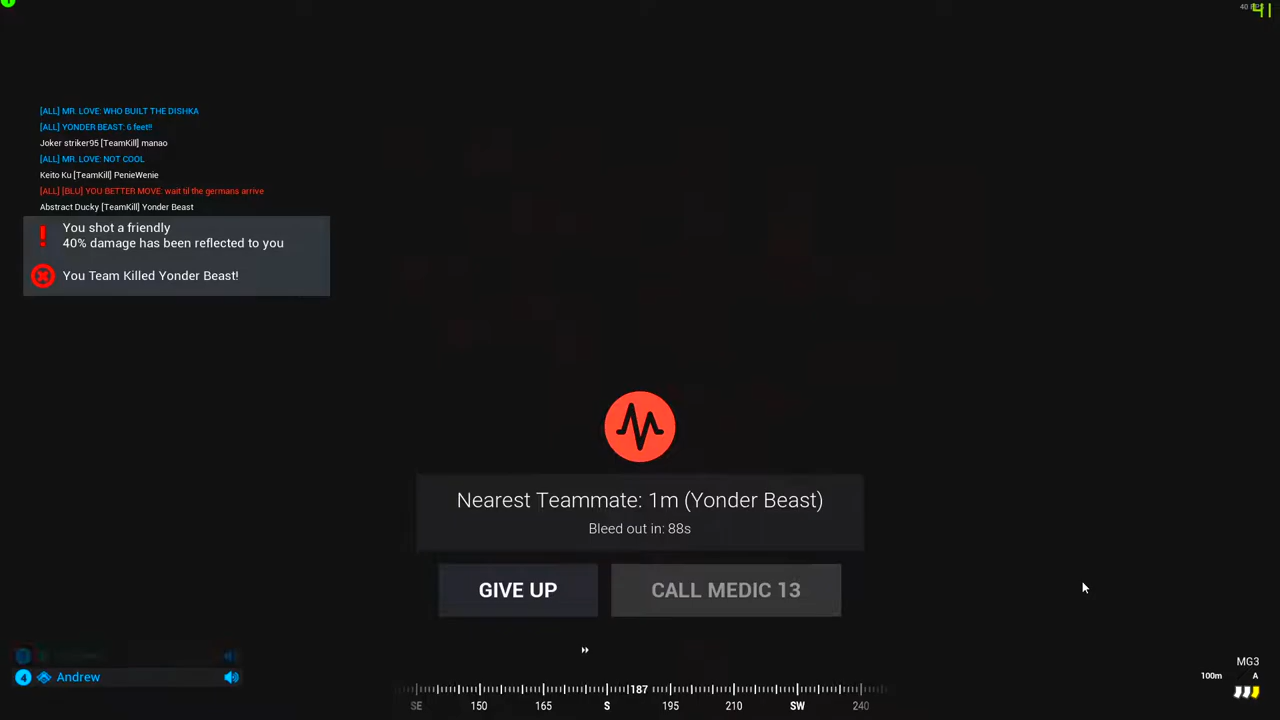 40
41
[ALL] MR. LOVE: WHO BUILT THE DISHKA
[ALL] YONDER BEAST: 6 feet!!
Joker striker95 [TeamKill] manao
[ALL] MR. LOVE: NOT COOL
Keito Ku [TeamKill] PenieWenie
[ALL] [BLU] YOU BETTER MOVE: wait til the germans arrive
Abstract Ducky [TeamKill] Yonder Beast
You shot a friendly
40% damage has been reflected to you
You Team Killed Yonder Beast!
Nearest Teammate: 1m (Yonder Beast)
Bleed out in: 88s
GIVE UP
CALL MEDIC 13
4 Andrew
MG3
100m A
187
SE 150 165 S 195 210 SW 240